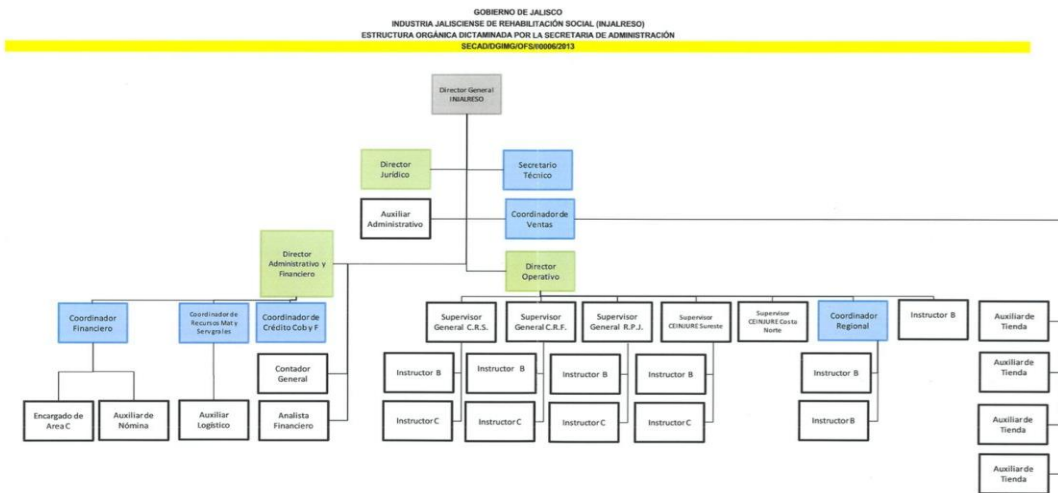 GOBIERNO DE JALISCO
INDUSTRIA JALISCIENSE DE REHABILITACIÓN SOCIAL (INJALRESO)
ESTRUCTURA ORGÁNICA DICTAMINADA POR LA SECRETARIA DE ADMINISTRACIÓN
SECAD/DGIMG/OFS/#0006/2013
Director General
INJALRESO
Director
Jurídico
Secretario
Técnico
Auxiliar
Administrativo
Coordinador de
Ventas
Director
Administrativo y
Financiero
Director
Operativo
Coordinador
Financiero
Coordinador de
Recursos Mat y
Serv grales
Coordinador de
Crédito Cob y F
Supervisor
General C.R.S.
Supervisor
General C.R.F.
Supervisor
General R.P.J.
Supervisor
CEINJURE Sureste
Supervisor
CEINJURE Costa
Norte
Coordinador
Regional
Instructor B
Auxiliar de
Tienda
Contador
General
Instructor B
Instructor B
Instructor B
Instructor B
Instructor B
Auxiliar de
Tienda
Encargado de
Area C
Auxiliar de
Nómina
Auxiliar
Logístico
Analista
Financiero
Instructor C
Instructor C
Instructor C
Instructor C
Instructor B
Auxiliar de
Tienda
Auxiliar de
Tienda